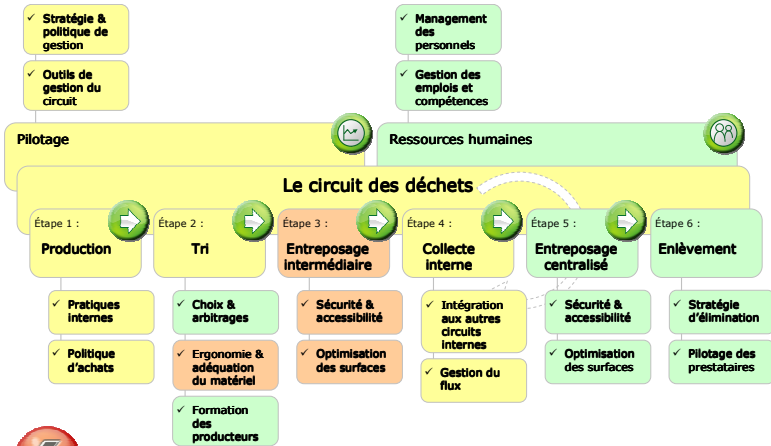 Stratégie &
politique de
gestion
Outils de
gestion du
circuit
Management
des
personnels
Gestion des
emplois et
compétences
Pilotage
Ressources humaines
Le circuit des déchets
Étape 1 :
Production
Étape 2 :
Tri
Étape 3 :
Entreposage
intermédiaire
Étape 4 :
Collecte
interne
Étape 5 :
Entreposage
centralisé
Étape 6 :
Enlèvement
Pratiques
internes
Politique
d'achats
Choix &
arbitrages
Ergonomie &
adéquation
du matériel
Formation
des
producteurs
Sécurité &
accessibilité
Optimisation
des surfaces
Intégration
aux autres
circuits
internes
Gestion du
flux
Sécurité &
accessibilité
Optimisation
des surfaces
Stratégie
d'élimination
Pilotage des
prestataires